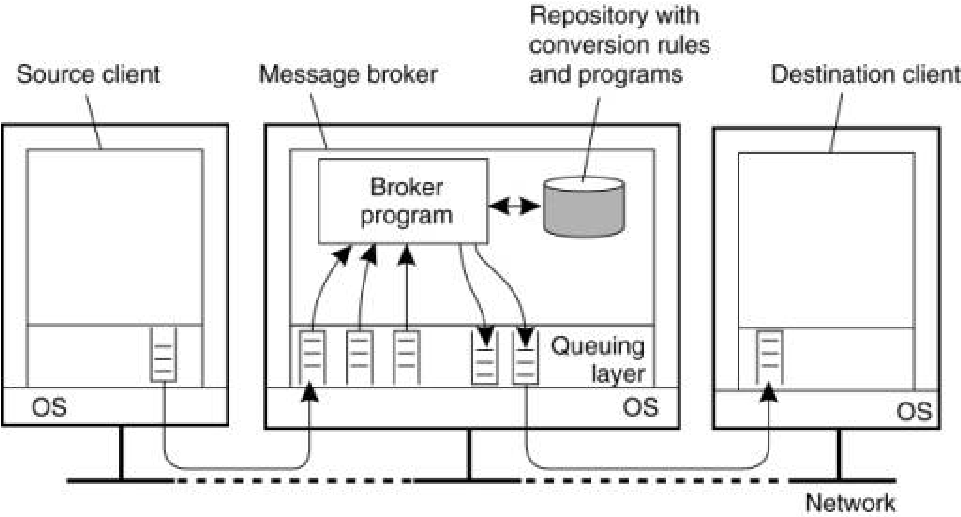 Repository with
conversion rules
and programs
Source client
Message broker
Destination client
Broker
program
Queuing
layer
OS
OS
OS
Network